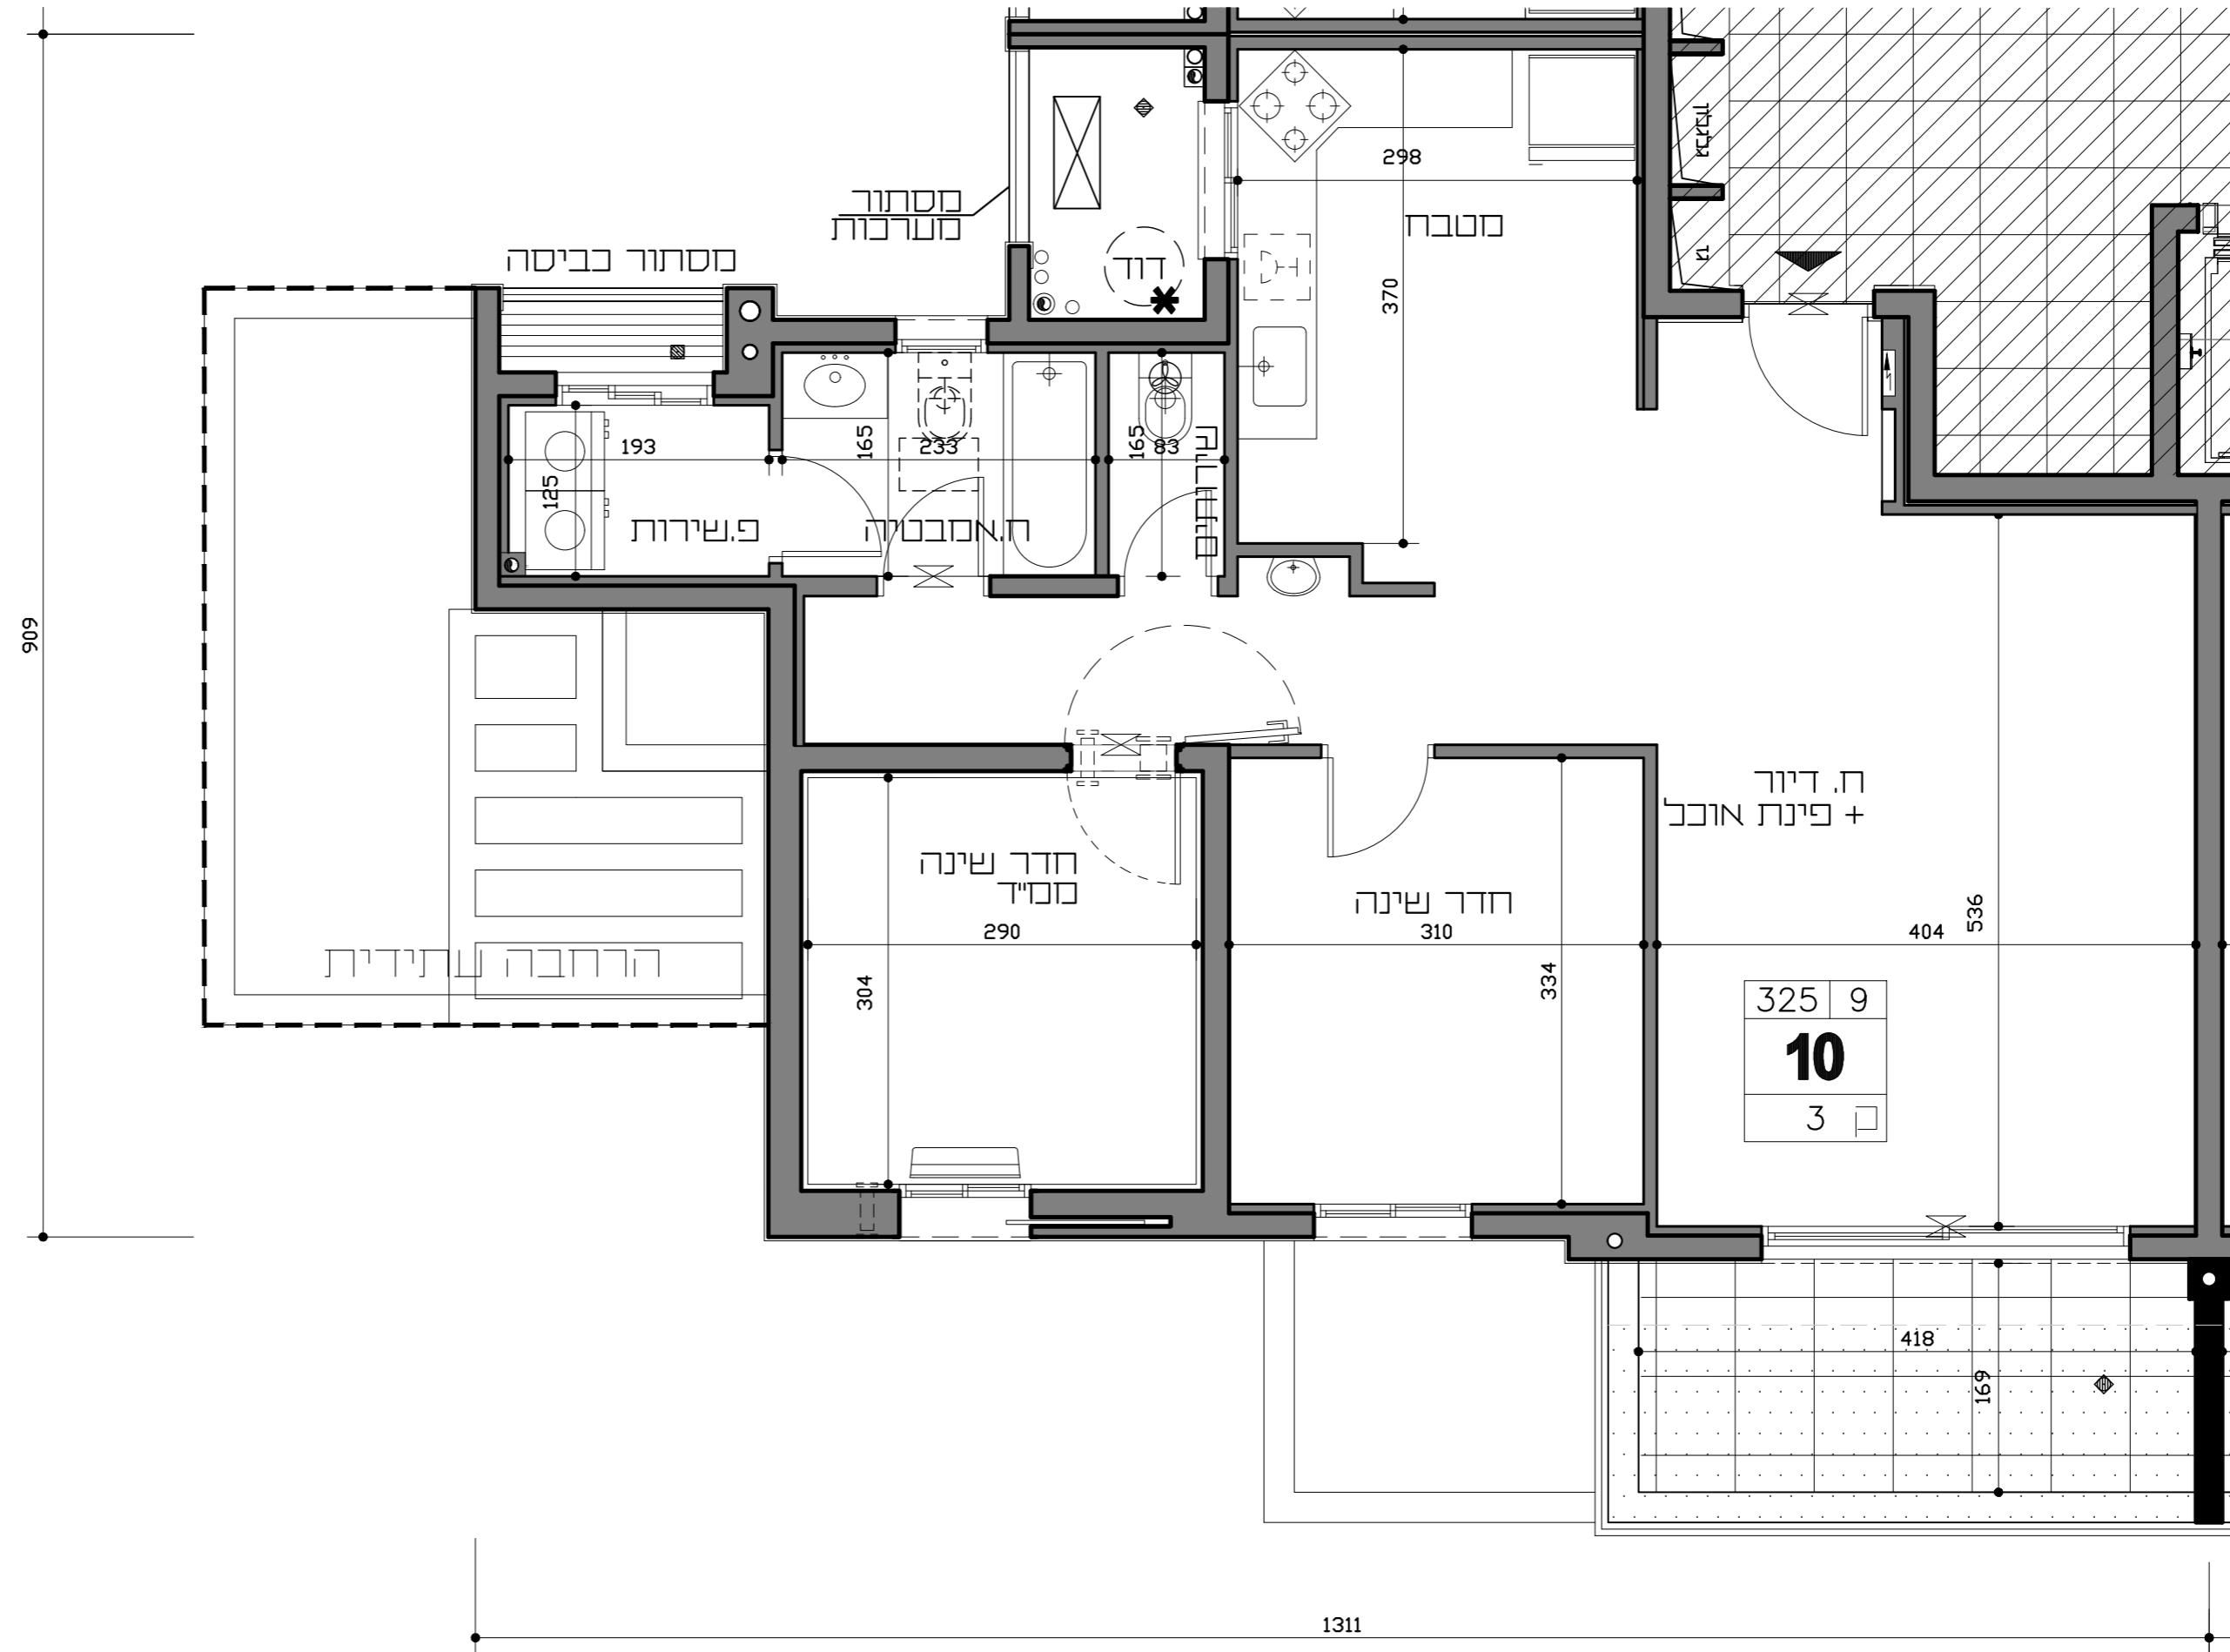 מסתור
מערכות
מסתור כביסה
דוד
מטבח
298
370
193
125
165
233
165
83
פ.שירות
ח.אמבטיה
909
ח. דיור
+ פינת אוכל
חדר שינה
ממ״ד
290
304
חדר שינה
310
334
404
536
הרחבה עתידית
325 9
10
ק 3
418
169
1311